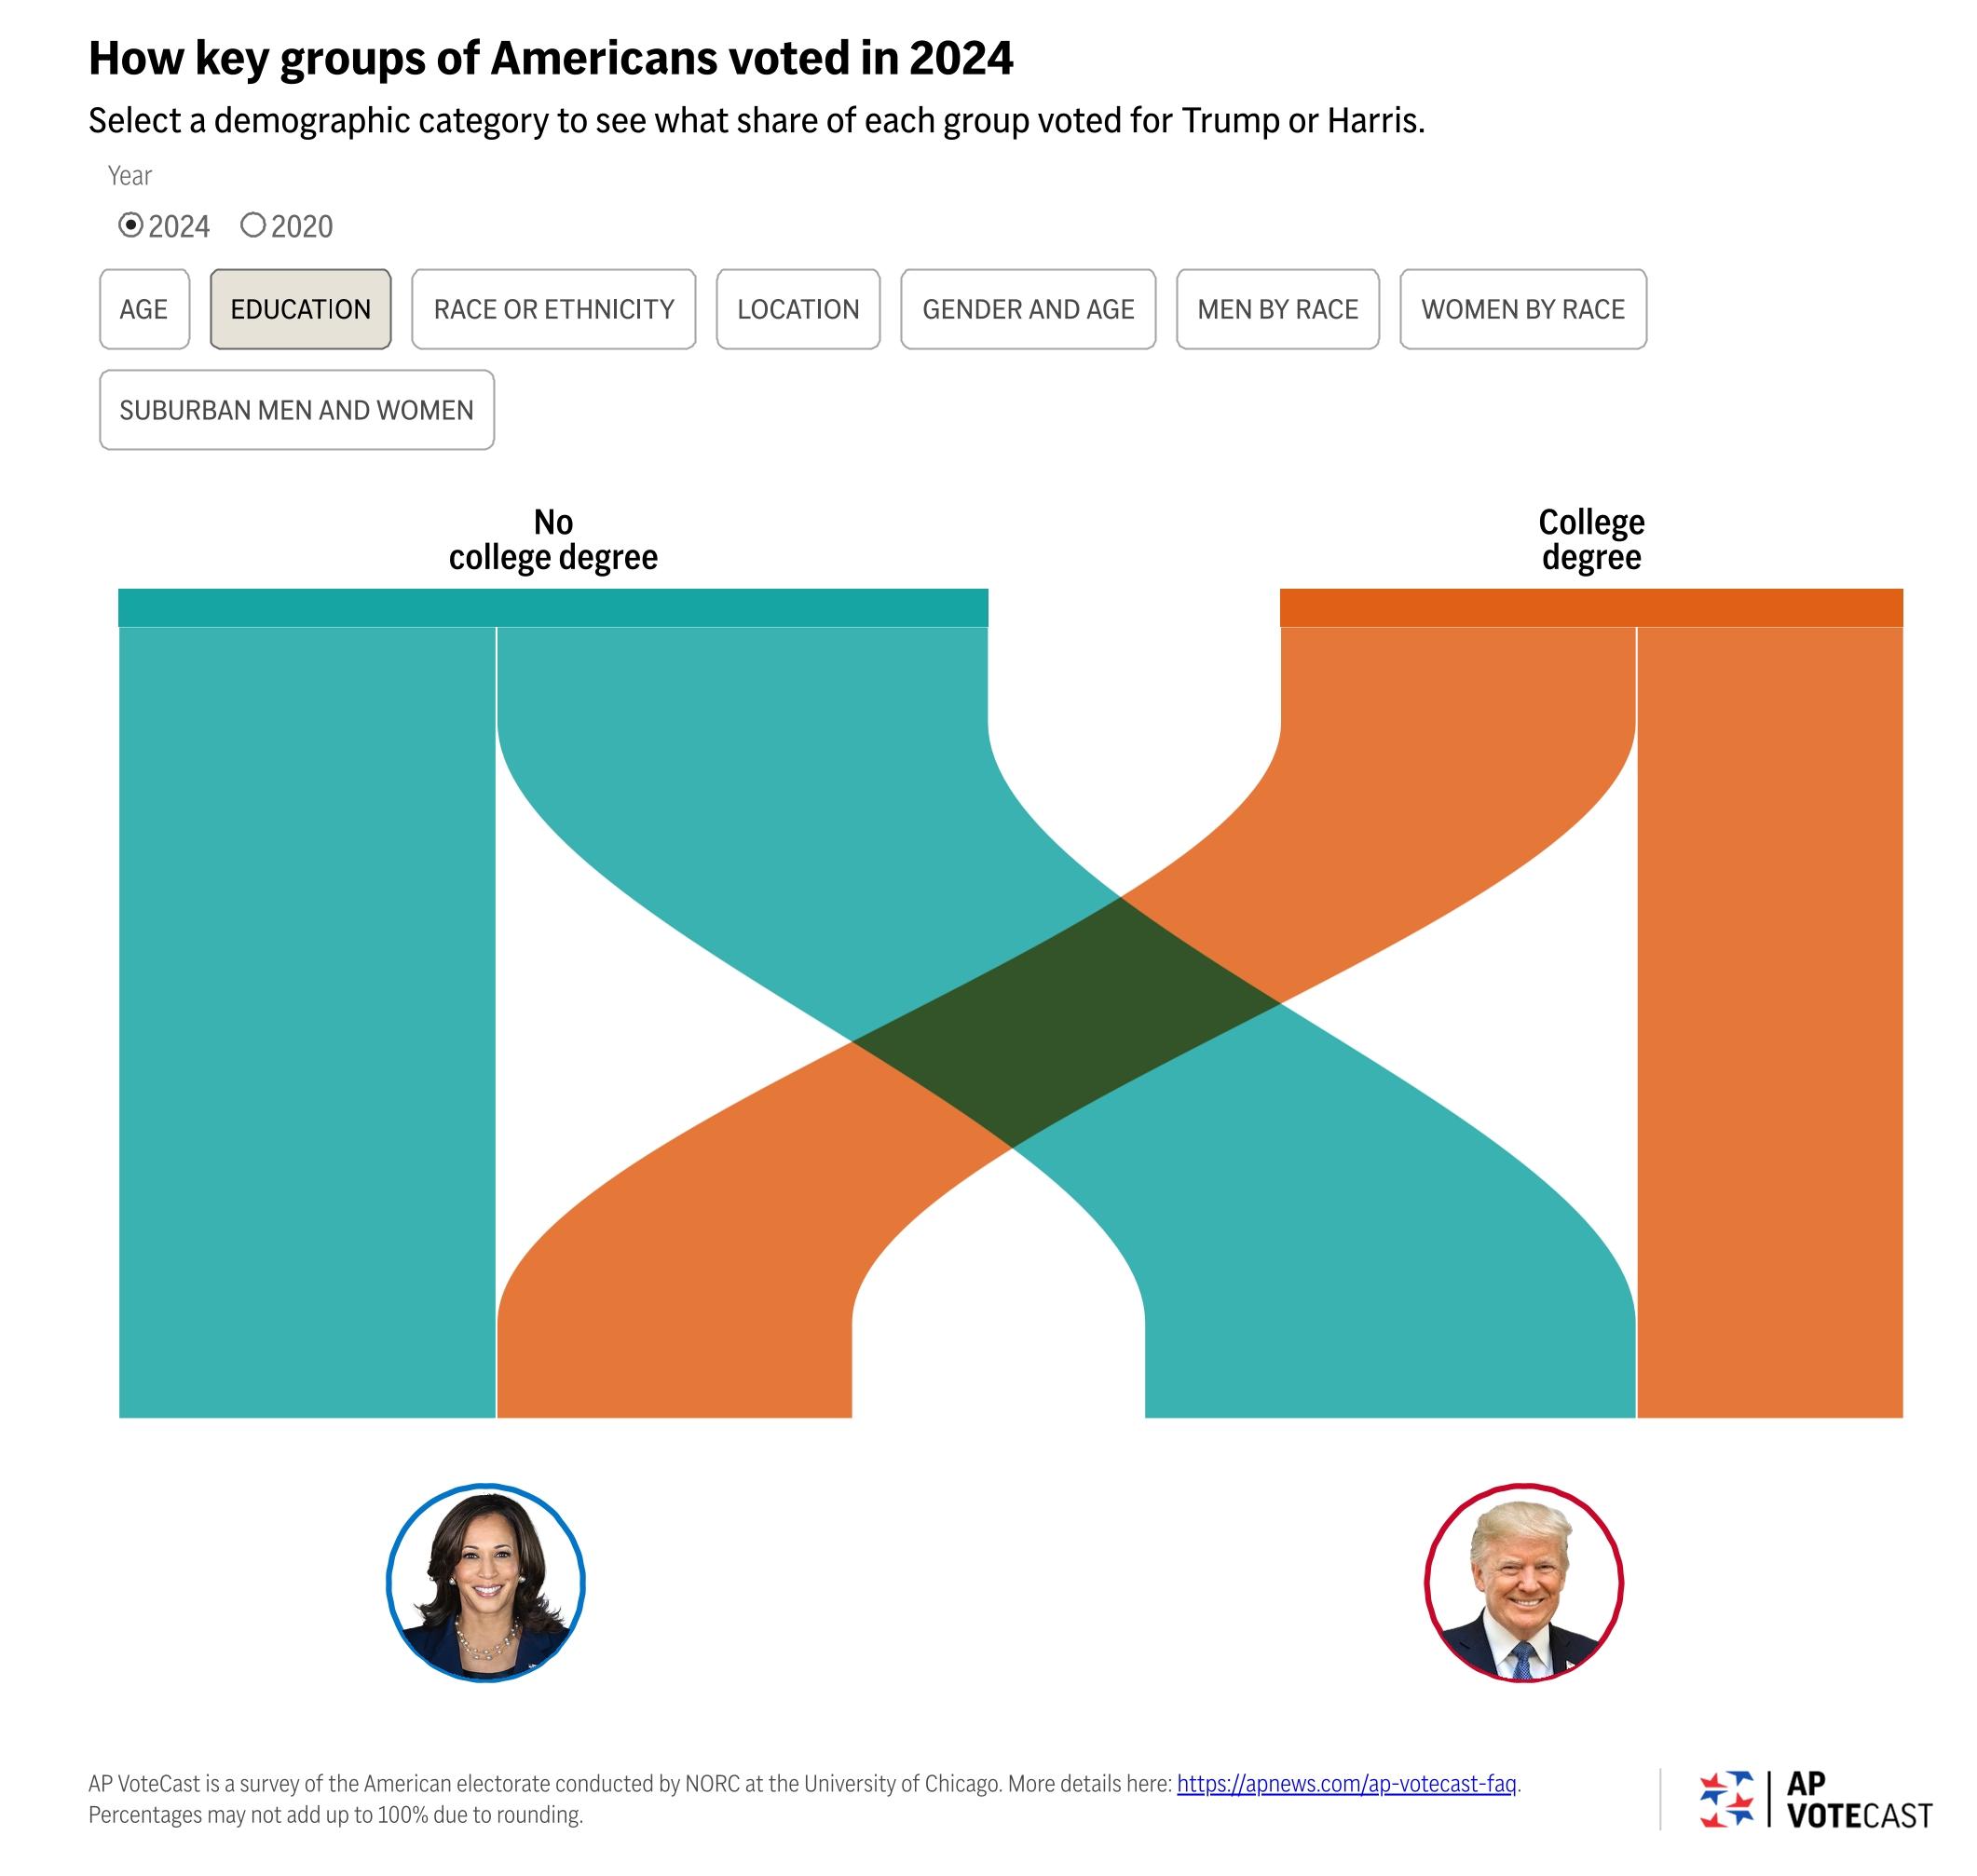 How key groups of Americans voted in 2024
Select a demographic category to see what share of each group voted for Trump or Harris.
Year
2024 2020
AGE EDUCATION RACE OR ETHNICITY LOCATION GENDER AND AGE MEN BY RACE WOMEN BY RACE
SUBURBAN MEN AND WOMEN
No
college degree
College
degree
AP VoteCast is a survey of the American electorate conducted by NORC at the University of Chicago. More details here: https://apnews.com/ap-votecast-faq.
Percentages may not add up to 100% due to rounding.
AP
VOTECAST